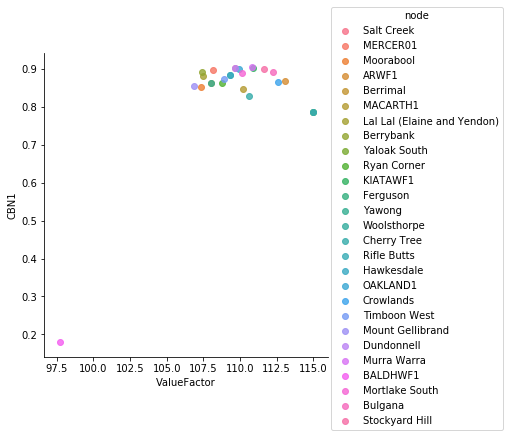 node
Salt Creek
MERCER01
Moorabool
ARWF1
Berrimal
MACARTH1
Lal Lal (Elaine and Yendon)
Berrybank
Yaloak South
Ryan Corner
KIATAWF1
Ferguson
Yawong
Woolsthorpe
Cherry Tree
Rifle Butts
Hawkesdale
OAKLAND1
Crowlands
Timboon West
Mount Gellibrand
Dundonnell
Murra Warra
BALDHWF1
Mortlake South
Bulgana
Stockyard Hill
CBN1
0.9
0.8
0.7
0.6
0.5
0.4
0.3
0.2
97.5 100.0 102.5 105.0 107.5 110.0 112.5 115.0
ValueFactor